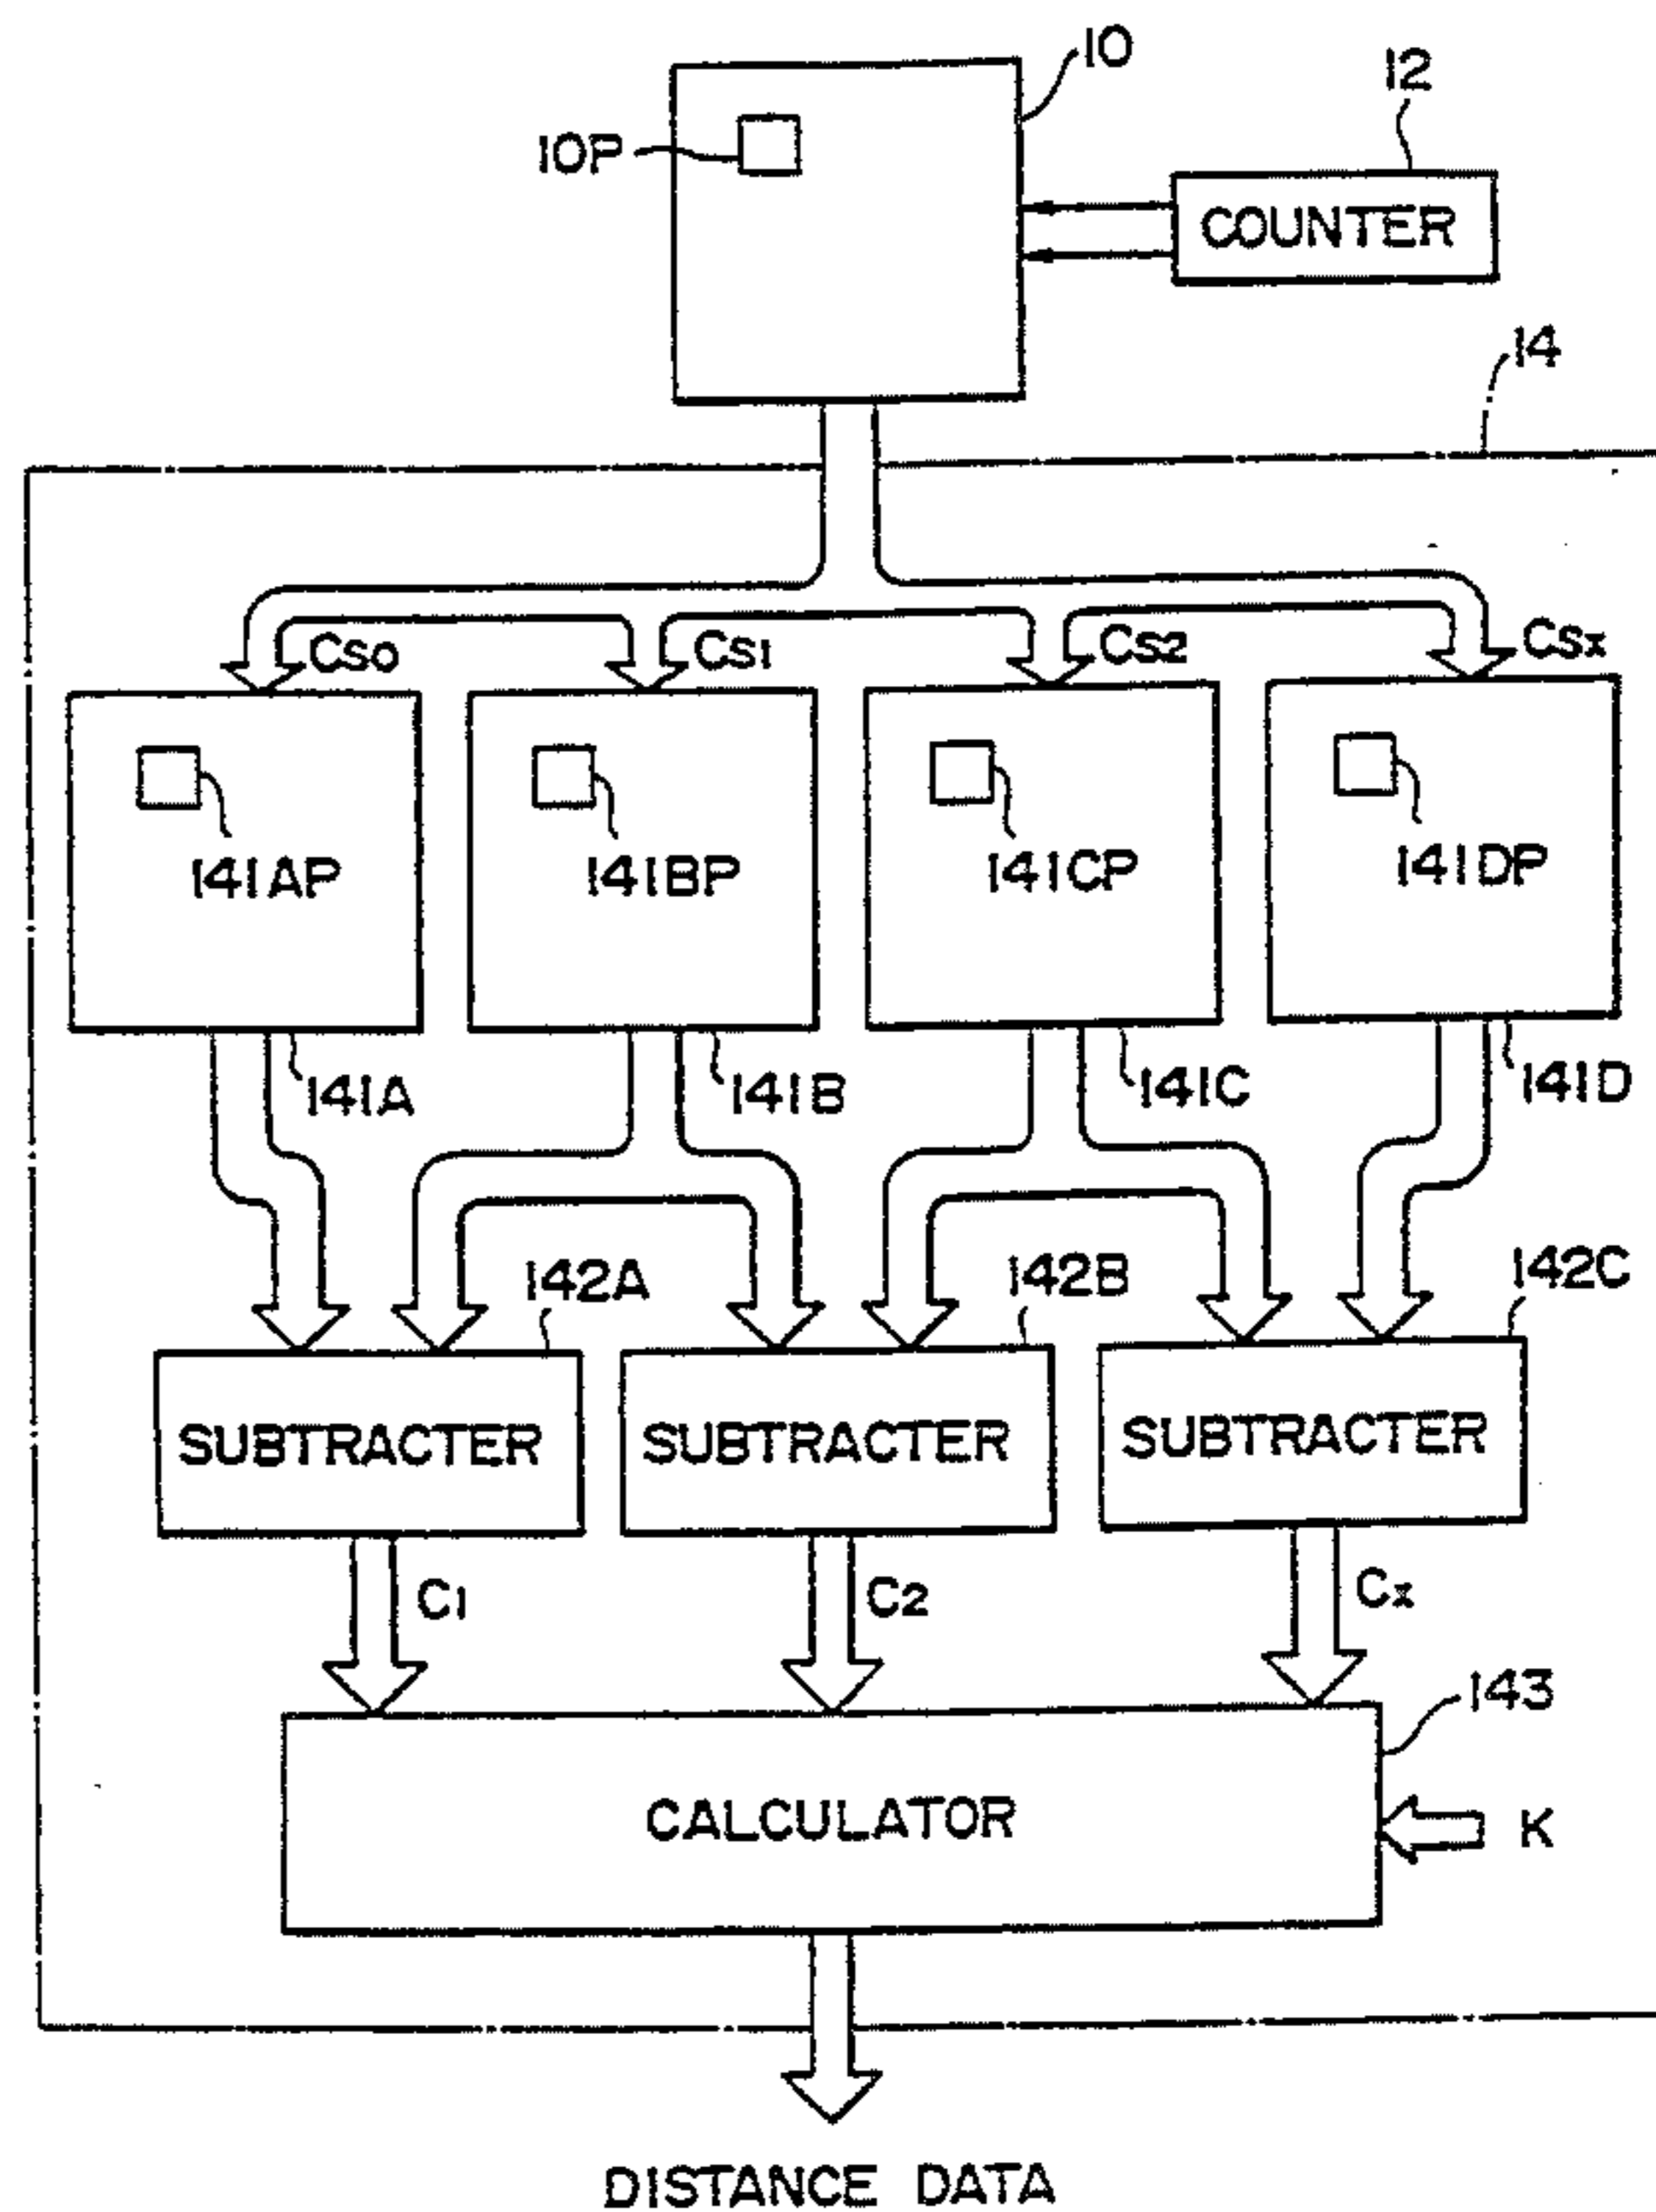 10
12
10P
COUNTER
14
Cs0 Cs1 Cs2 Csx
141AP 141BP 141CP 141DP
141A 141B 141C 141D
142A 142B 142C
SUBTRACTER SUBTRACTER SUBTRACTER
C1 C2 Cx
143
CALCULATOR
K
DISTANCE DATA